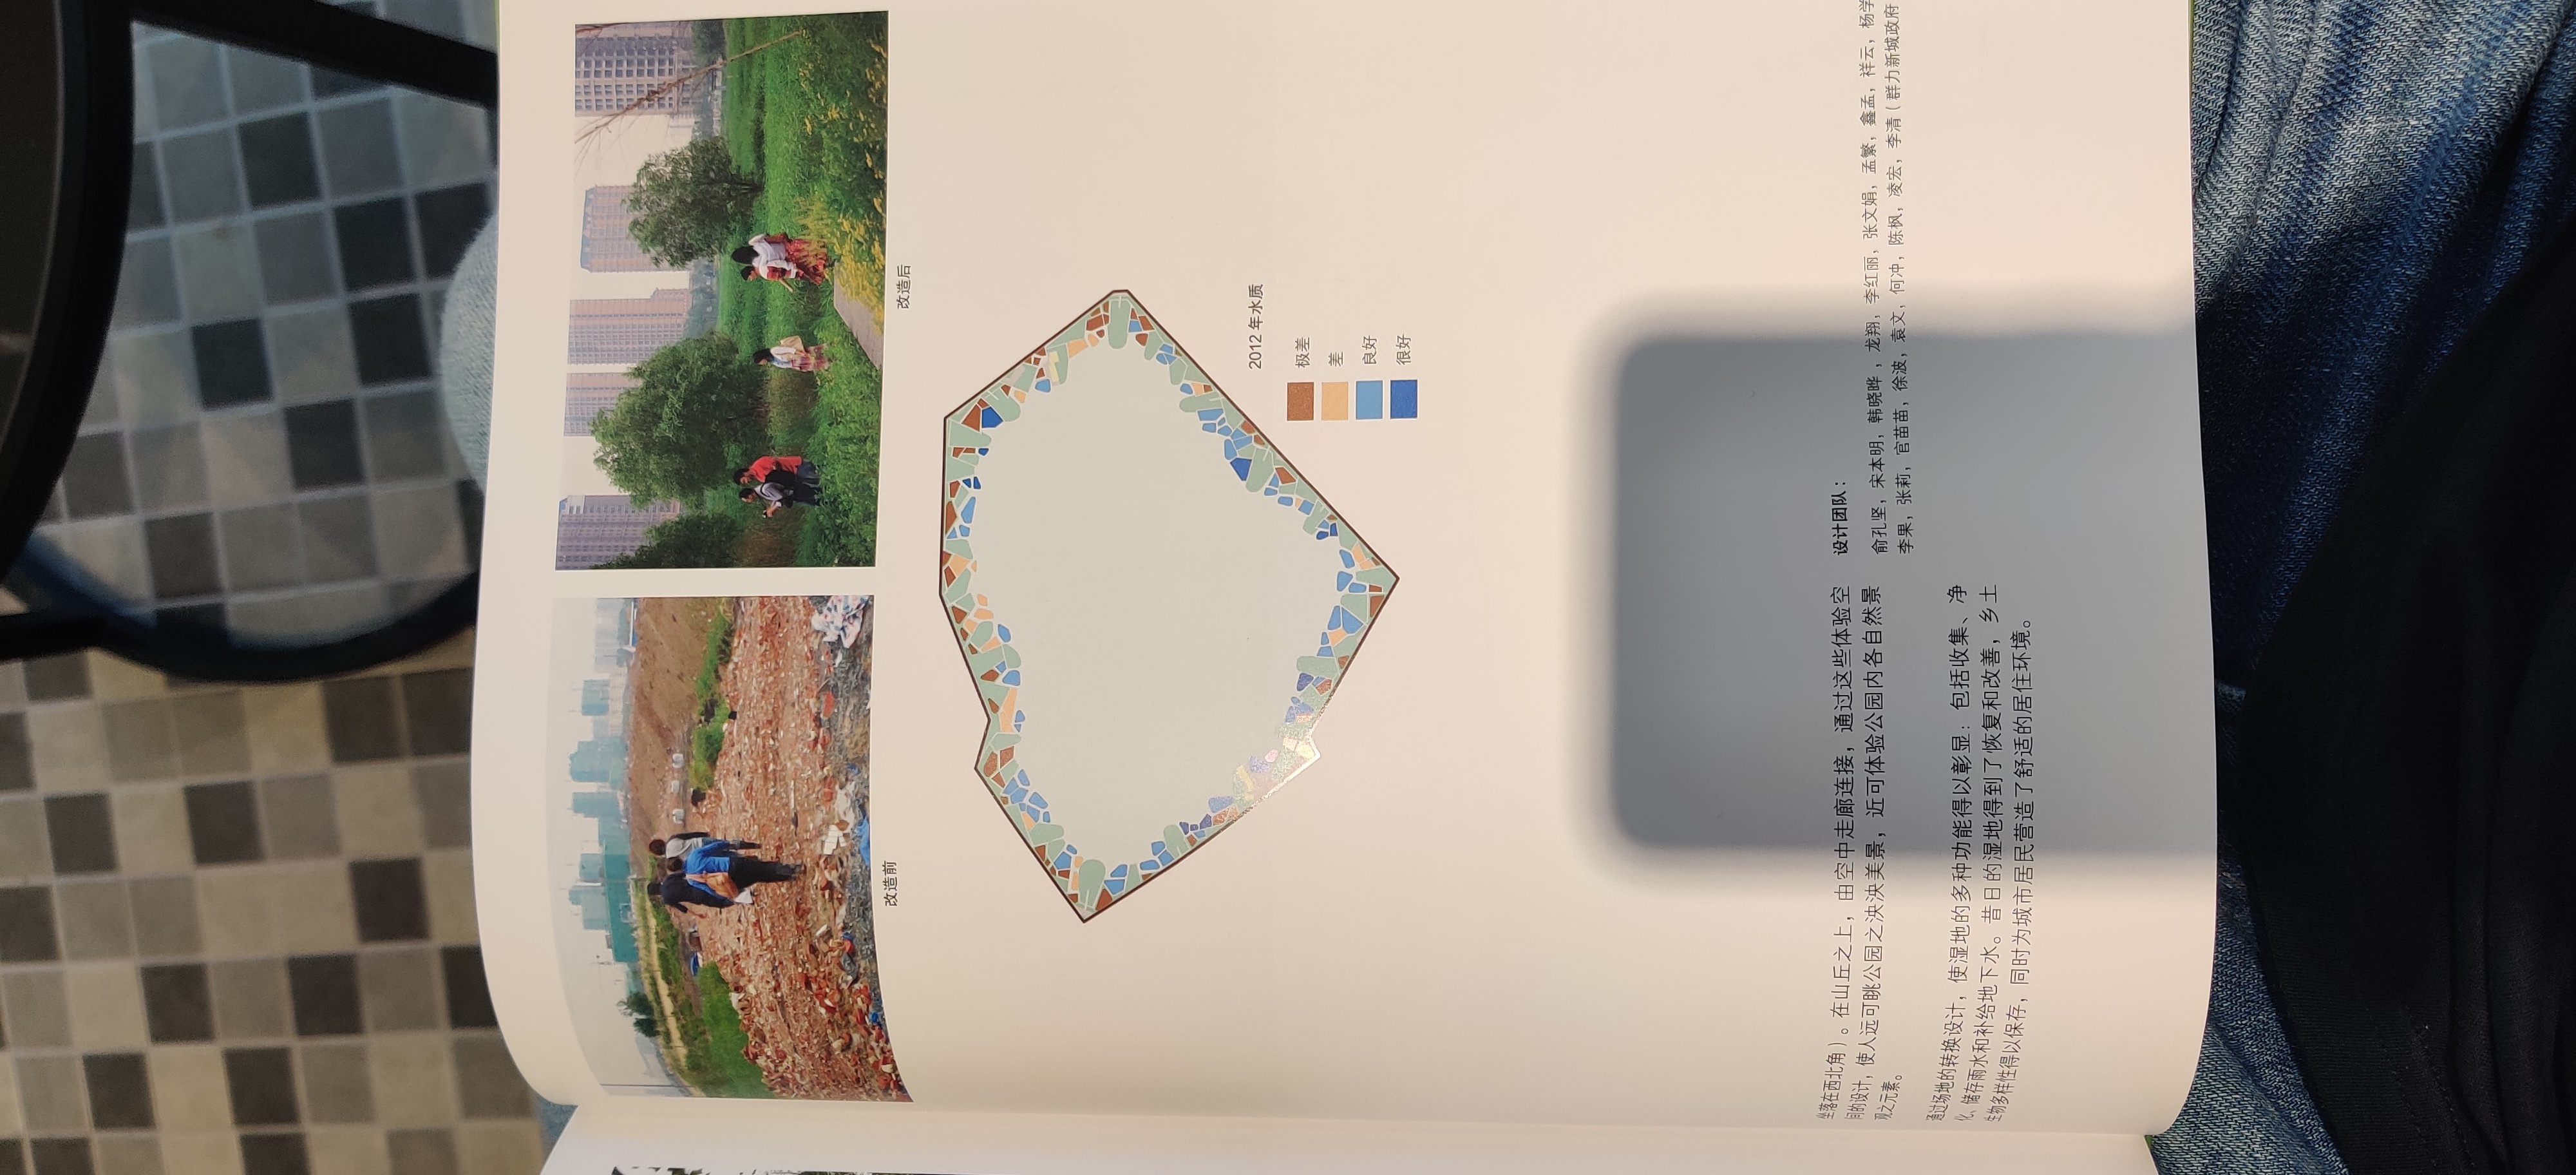 改造前
改造后
2012 年水质
极差
差
良好
很好
坐落在西北角）。在山丘之上，由空中走廊连接，通过这些体验空
间的设计，使人远可眺公园之泱泱美景，近可体验公园内各自然景
观之元素。
通过场地的转换设计，使湿地的多种功能得以彰显：包括收集、净
化、储存雨水和补给地下水。昔日的湿地得到了恢复和改善，乡土
生物多样性得以保存，同时为城市居民营造了舒适的居住环境。
设计团队：
俞孔坚，宋本明，韩晓晔，龙翔，李红丽，张文娟，孟繁，鑫孟，祥云，杨学
李果，张莉，官苗苗，徐波，袁文，何冲，陈枫，凌宏，李清（群力新城政府